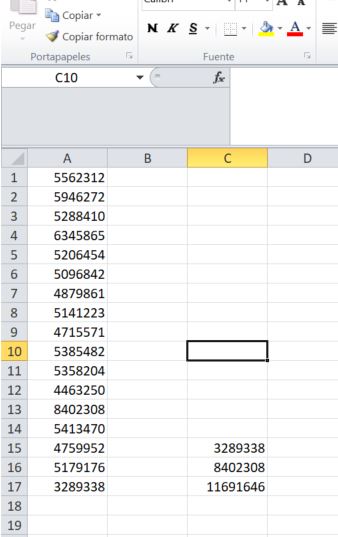 Pegar
Copiar
Copiar formato
N K S A
Portapapeles Fuente
C10 fx
A B C D
1 5562312
2 5946272
3 5288410
4 6345865
5 5206454
6 5096842
7 4879861
8 5141223
9 4715571
10 5385482
11 5358204
12 4463250
13 8402308
14 5413470
15 4759952 3289338
16 5179176 8402308
17 3289338 11691646
18
19